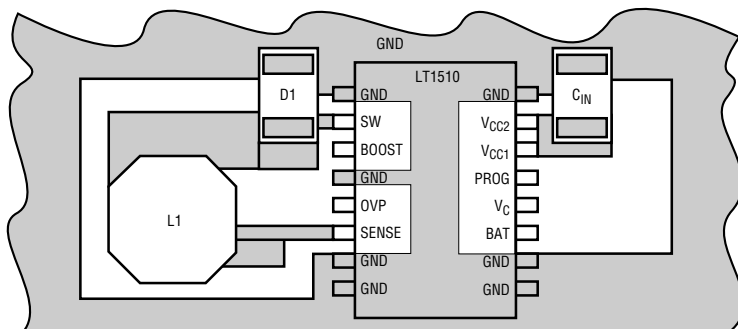 GND
LT1510
D1
C_IN
GND GND
SW V_CC2
BOOST V_CC1
GND PROG
L1
OVP V_C
SENSE BAT
GND GND
GND GND